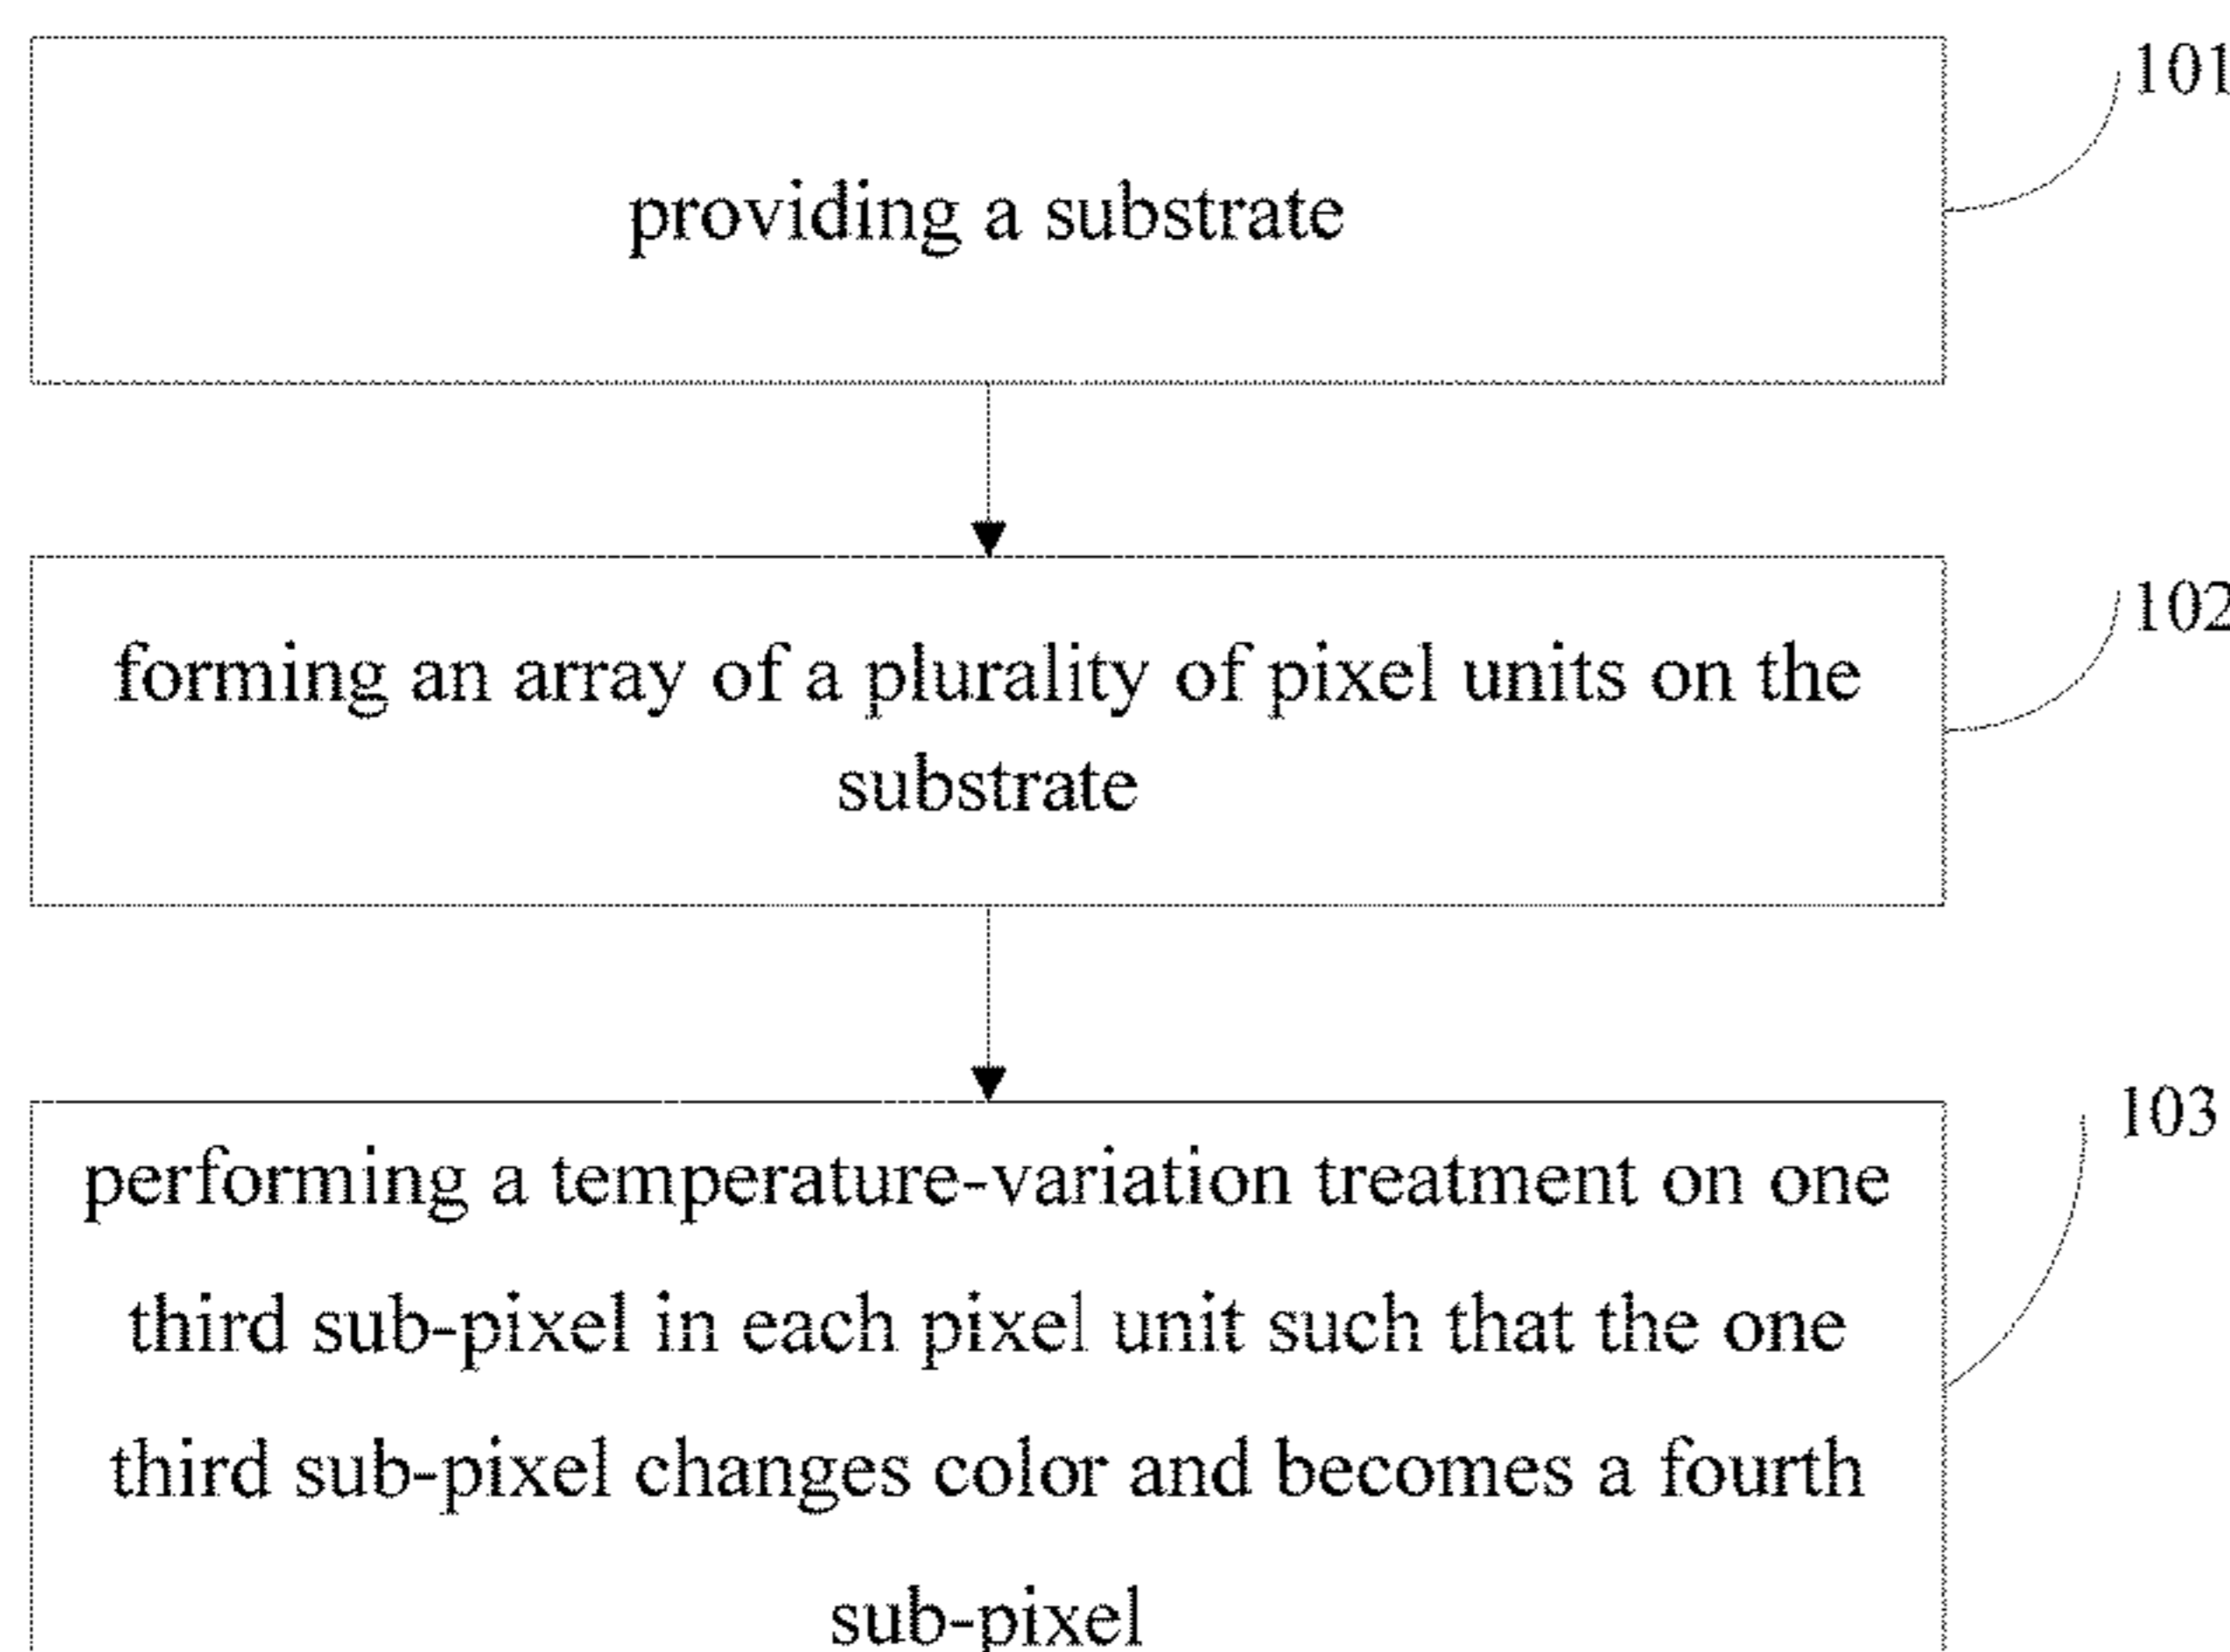 101
providing a substrate
102
forming an array of a plurality of pixel units on the
substrate
103
performing a temperature-variation treatment on one
third sub-pixel in each pixel unit such that the one
third sub-pixel changes color and becomes a fourth
sub-pixel